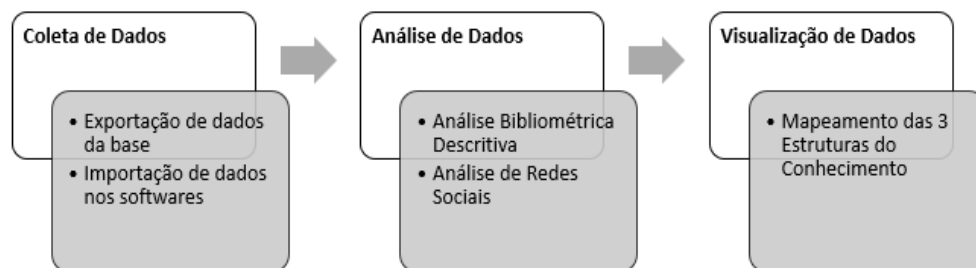 Coleta de Dados
• Exportação de dados
da base
• Importação de dados
nos softwares
Análise de Dados
• Análise Bibliométrica
Descritiva
• Análise de Redes
Sociais
Visualização de Dados
• Mapeamento das 3
Estruturas do
Conhecimento